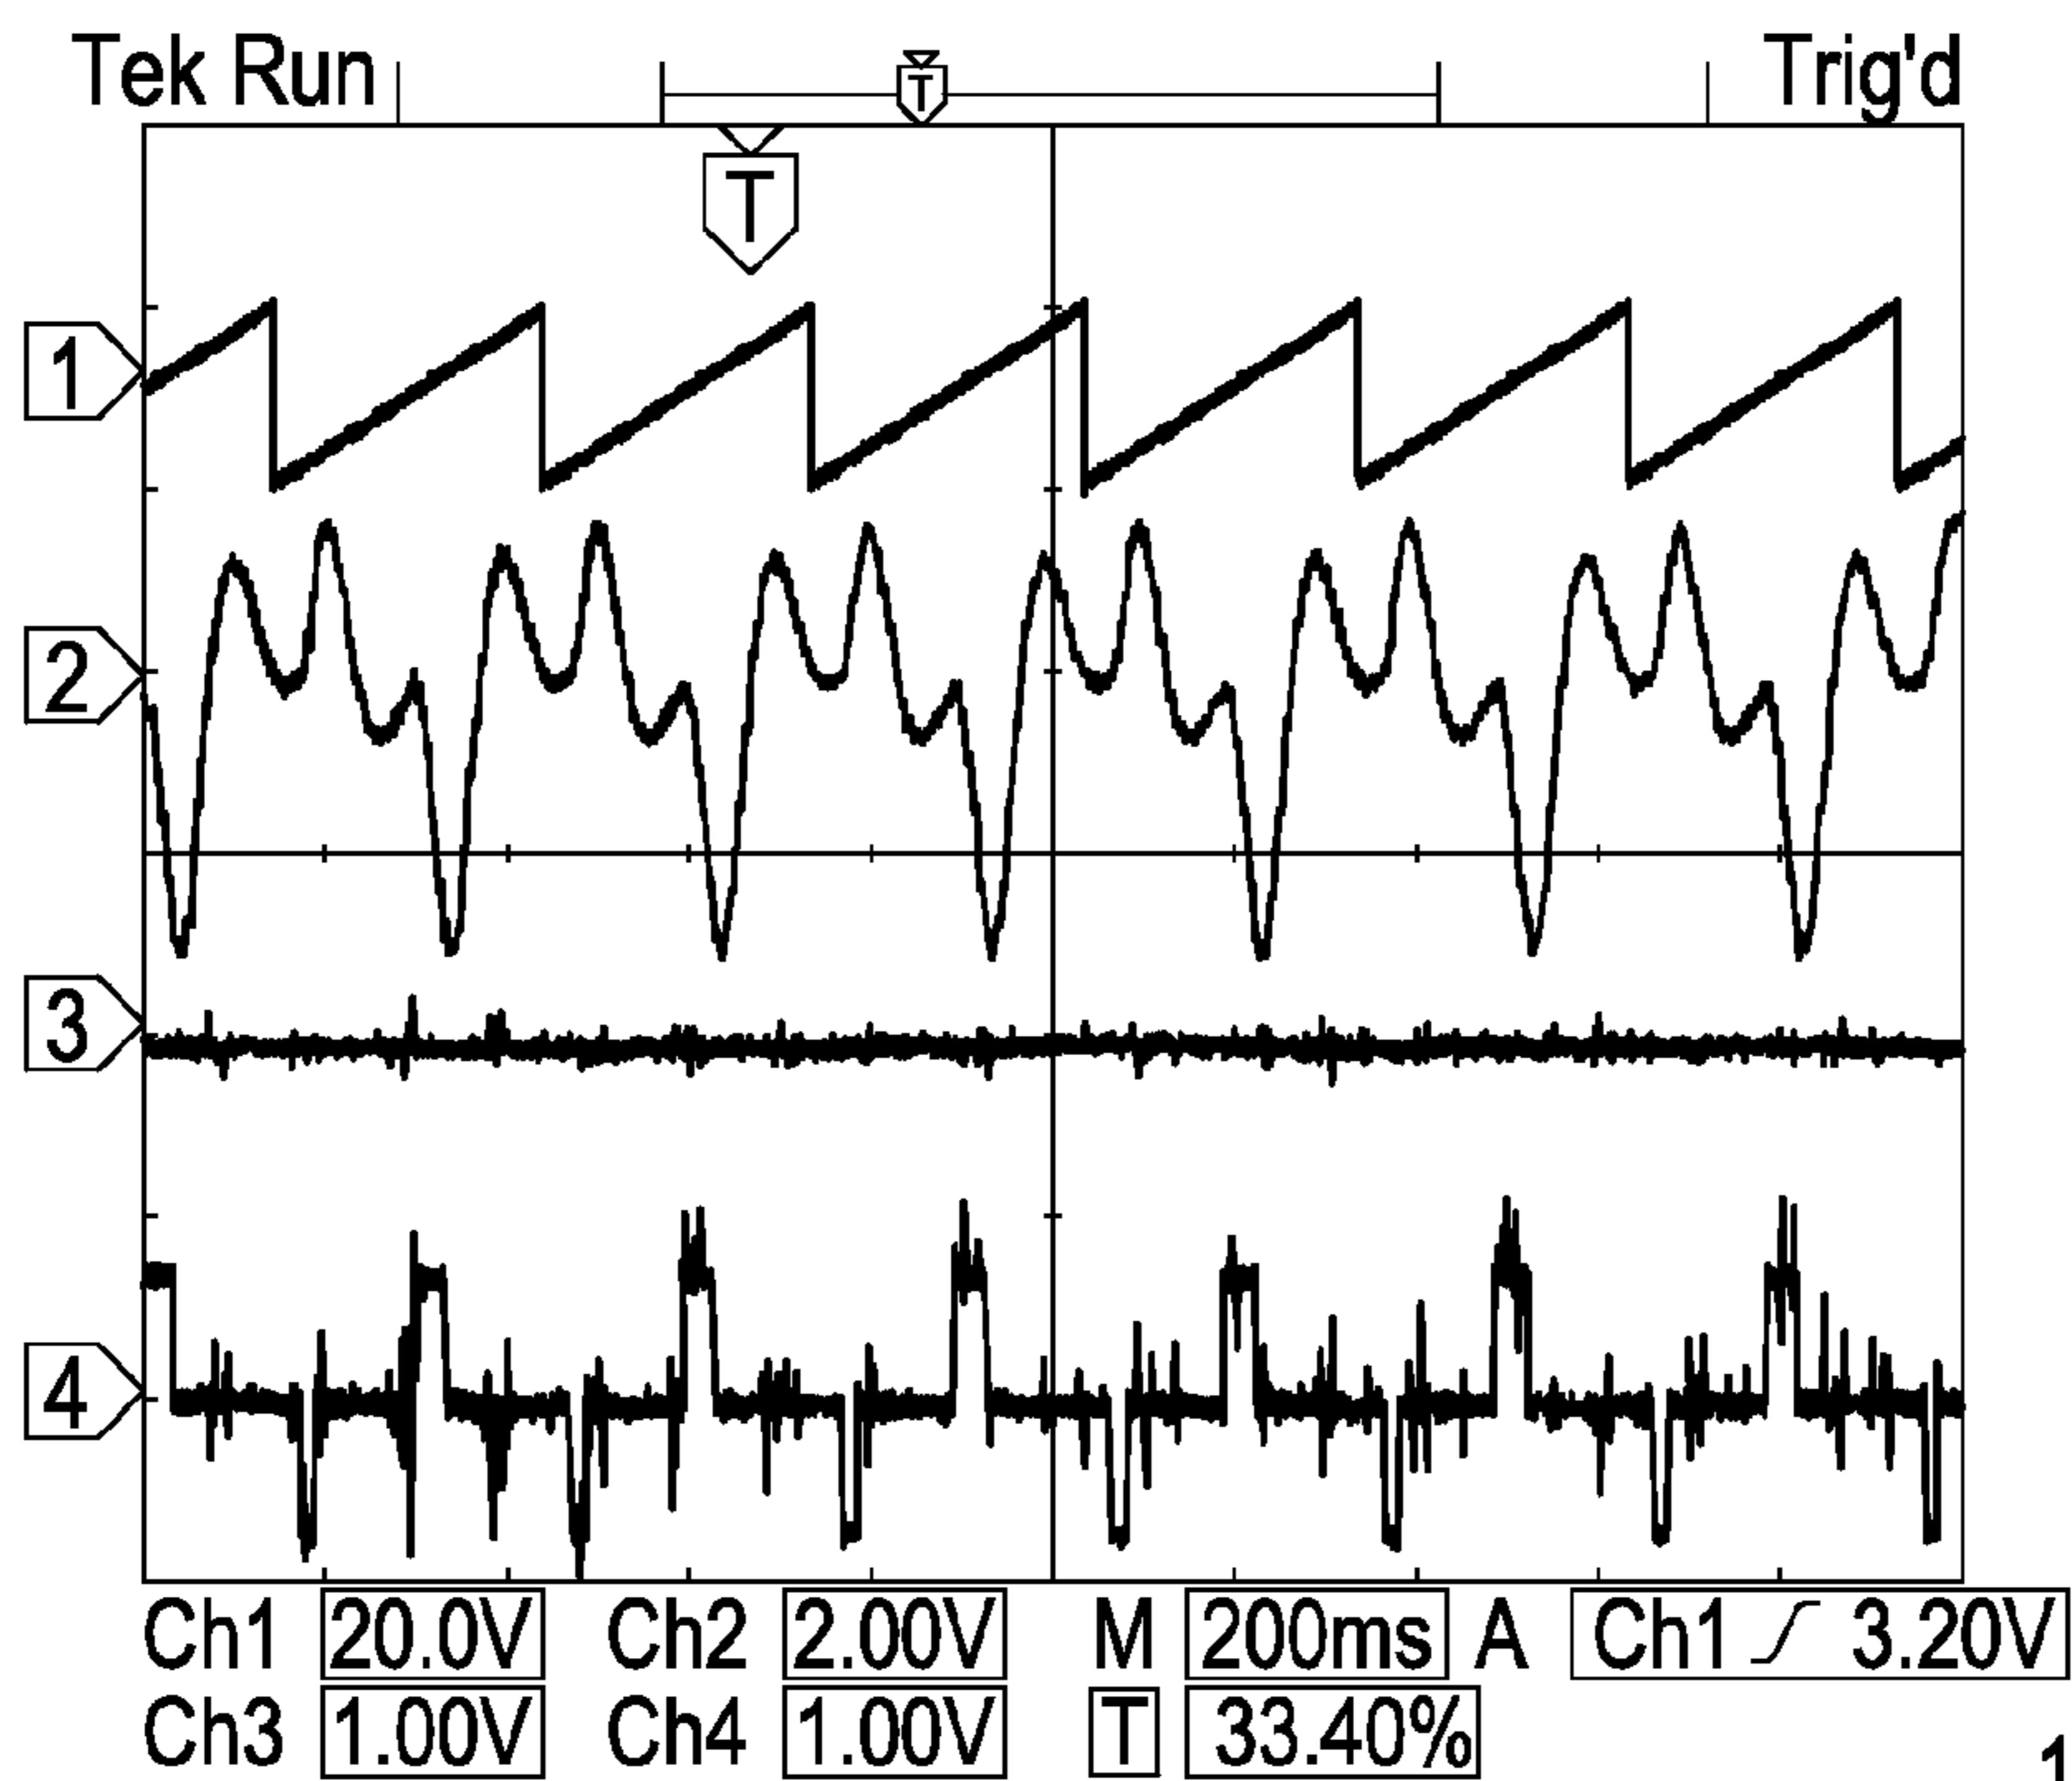 Tek Run T Trig'd
T
1
2
3
4
Ch1 20.0V Ch2 2.00V M 200ms A Ch1 3.20V
Ch3 1.00V Ch4 1.00V T 33.40%
1